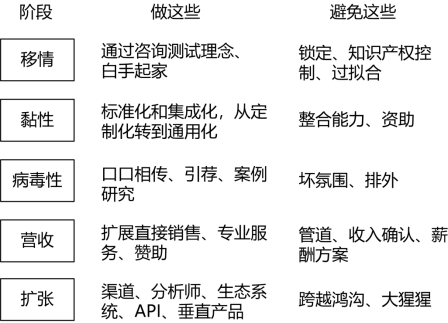 阶段 做这些 避免这些
移情 通过咨询测试理念、 锁定、知识产权控
白手起家 制、过拟合
黏性 标准化和集成化，从定 整合能力、资助
制化转到通用化
病毒性 口口相传、引荐、案例 坏氛围、排外
研究
营收 扩展直接销售、专业服 管道、收入确认、薪
务、赞助 酬方案
扩张 渠道、分析师、生态系 跨越鸿沟、大猩猩
统、API、垂直产品